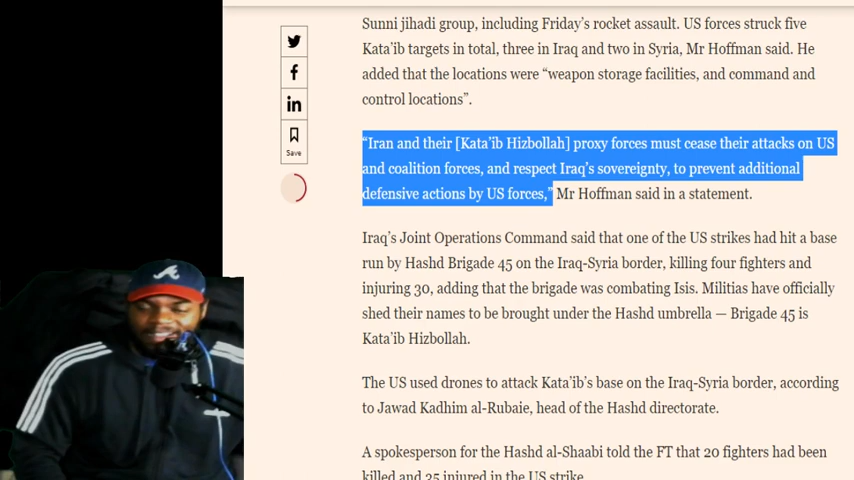 Sunni jihadi group, including Friday's rocket assault. US forces struck five
Kata'ib targets in total, three in Iraq and two in Syria, Mr Hoffman said. He
added that the locations were “weapon storage facilities, and command and
control locations”.
Save
“Iran and their [Kata'ib Hizbollah] proxy forces must cease their attacks on US
and coalition forces, and respect Iraq's sovereignty, to prevent additional
defensive actions by US forces,” Mr Hoffman said in a statement.
Iraq's Joint Operations Command said that one of the US strikes had hit a base
run by Hashd Brigade 45 on the Iraq-Syria border, killing four fighters and
injuring 30, adding that the brigade was combating Isis. Militias have officially
shed their names to be brought under the Hashd umbrella — Brigade 45 is
Kata'ib Hizbollah.
The US used drones to attack Kata'ib's base on the Iraq-Syria border, according
to Jawad Kadhim al-Rubaie, head of the Hashd directorate.
A spokesperson for the Hashd al-Shaabi told the FT that 20 fighters had been
killed and 35 injured in the US strike.